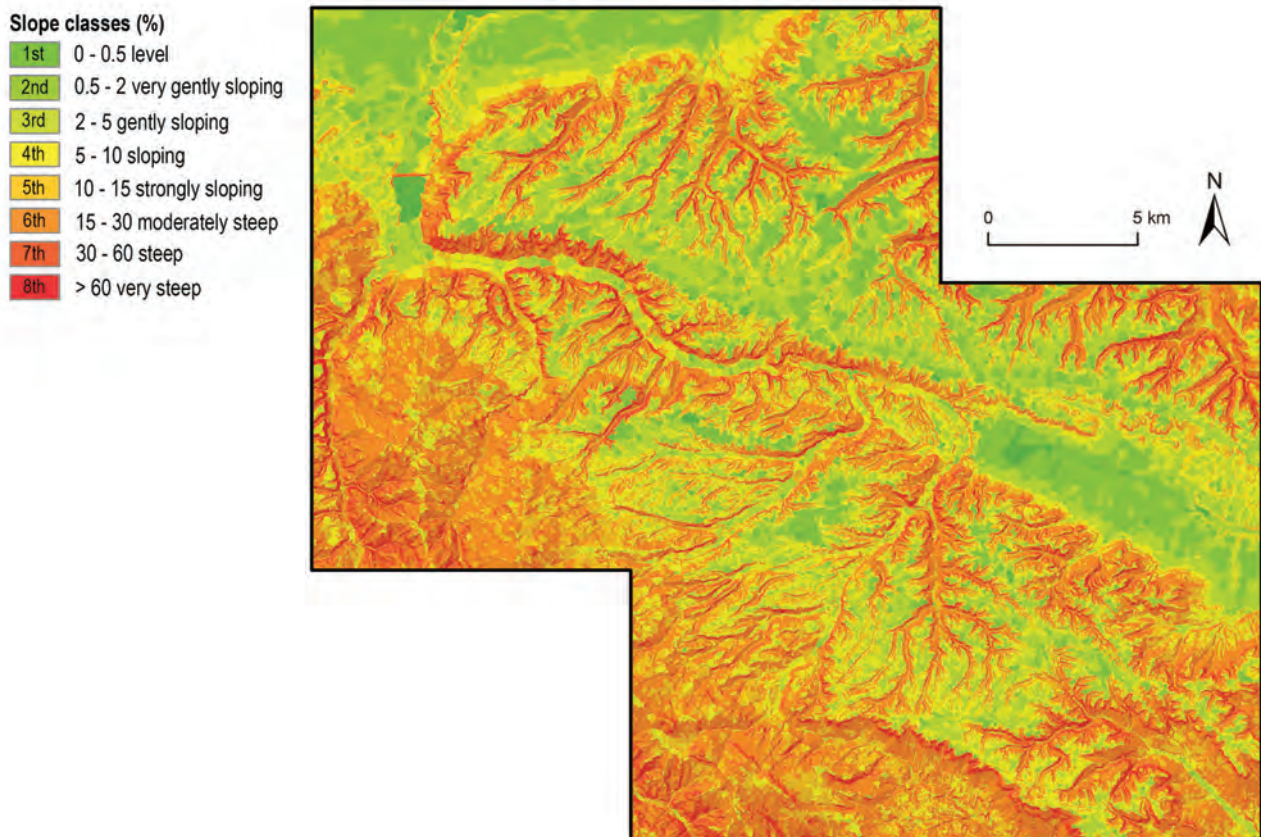 Slope classes (%)
1st 0 - 0.5 level
2nd 0.5 - 2 very gently sloping
3rd 2 - 5 gently sloping
4th 5 - 10 sloping
5th 10 - 15 strongly sloping
6th 15 - 30 moderately steep
7th 30 - 60 steep
8th > 60 very steep
N
0 5 km